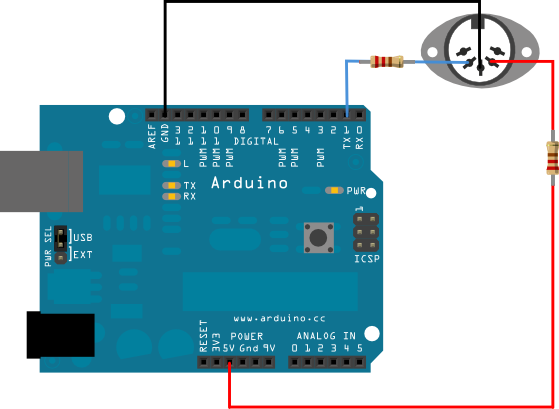 AREF
GND
13
12
11
10
9
8
7
6
5
4
3
2
TX 1
RX 0
DIGITAL
PWM PWM PWM PWM PWM PWM
L
TX
RX
Arduino
PWR
1
ICSP
PWR SEL
USB
EXT
www.arduino.cc
POWER
ANALOG IN
RESET
3V3
5V Gnd 9V
0 1 2 3 4 5